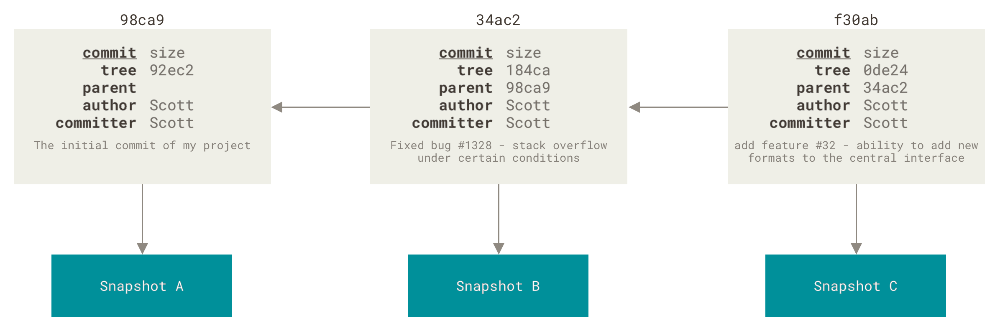 98ca9
commit size
tree 92ec2
parent
author Scott
committer Scott
The initial commit of my project
Snapshot A
34ac2
commit size
tree 184ca
parent 98ca9
author Scott
committer Scott
Fixed bug #1328 - stack overflow
under certain conditions
Snapshot B
f30ab
commit size
tree 0de24
parent 34ac2
author Scott
committer Scott
add feature #32 - ability to add new
formats to the central interface
Snapshot C